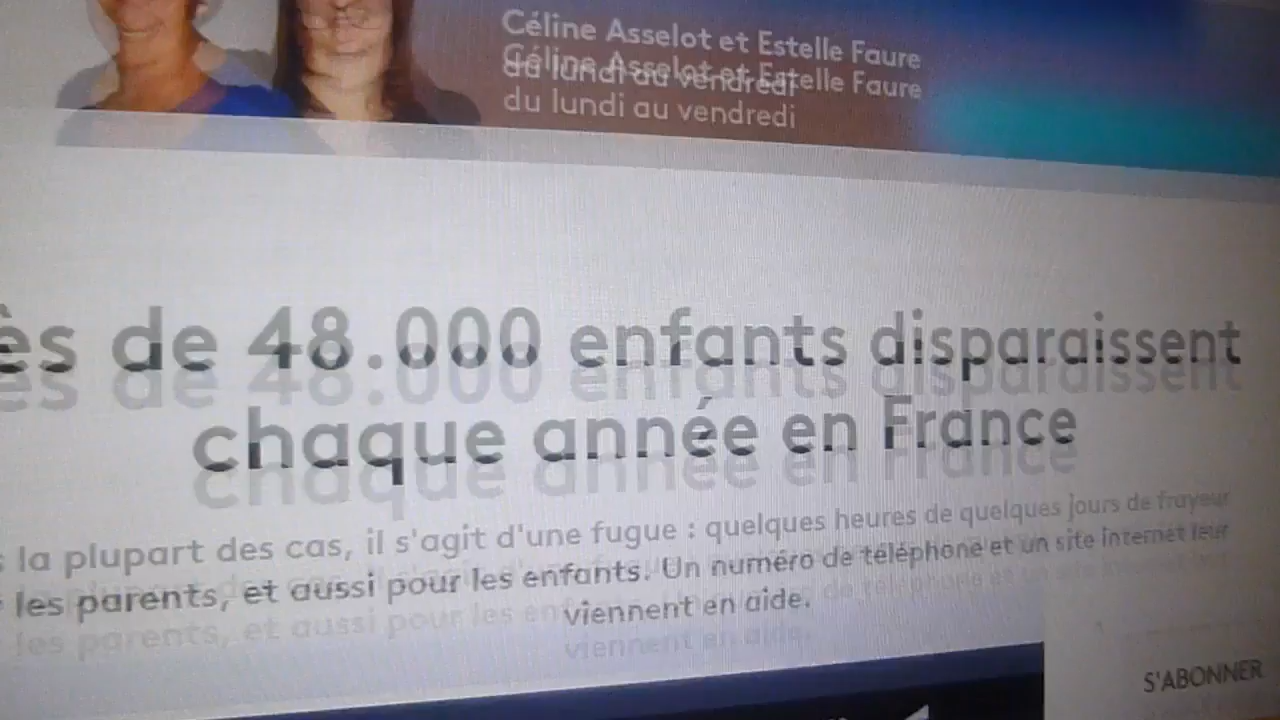 Céline Asselot et Estelle Faure
du lundi au vendredi
ès de 48.000 enfants disparaissent
chaque année en France
la plupart des cas, il s'agit d'une fugue : quelques heures de quelques jours de frayeur
les parents, et aussi pour les enfants. Un numéro de téléphone et un site internet leur
viennent en aide.
S'ABONNER